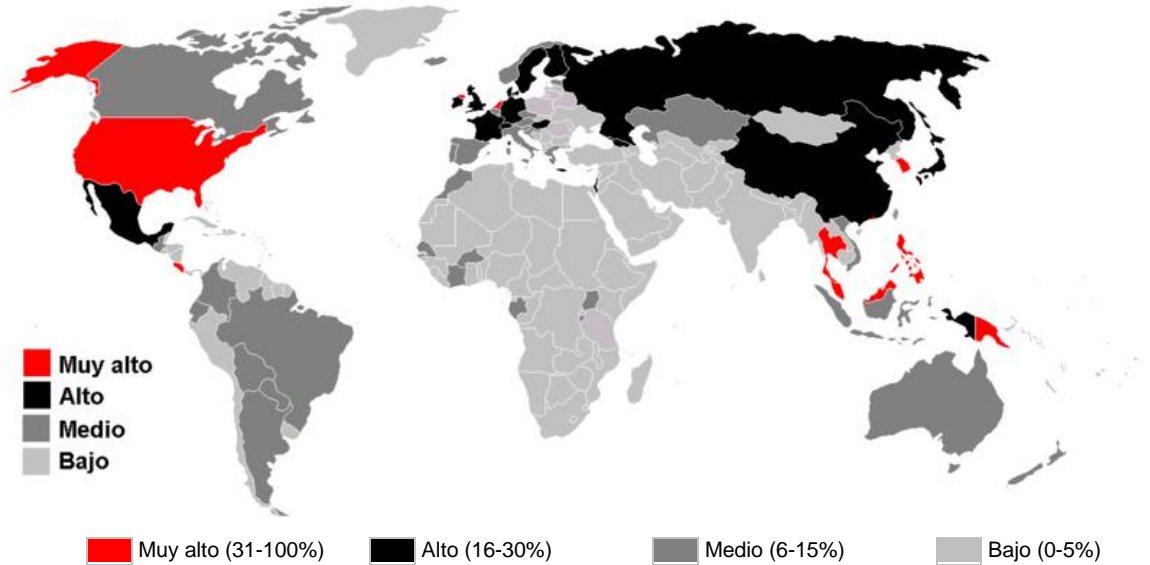 Muy alto
Alto
Medio
Bajo
Muy alto (31-100%) Alto (16-30%) Medio (6-15%) Bajo (0-5%)